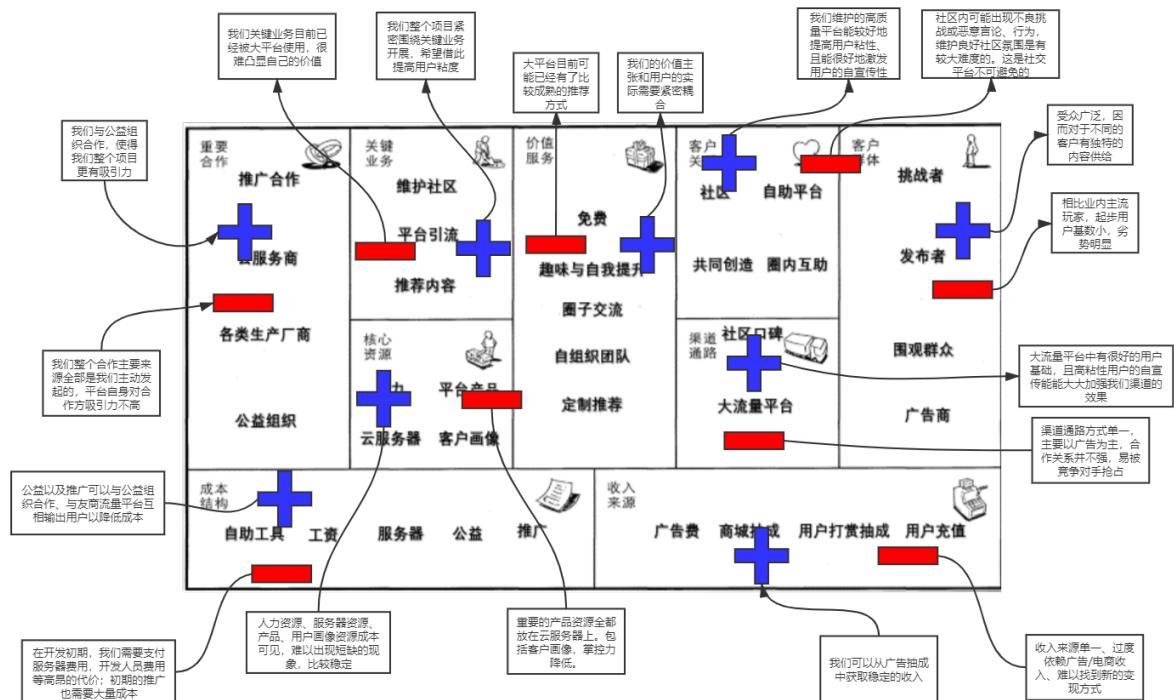 我们关键业务目前已
经被大平台使用，很
难凸显自己的价值
我们整个项目紧
密围绕关键业务
开展，希望借此
提高用户粘度
大平台目前可
能已经有了比
较成熟的推荐
方式
我们的价值主
张和用户的实
际需要紧密耦
合
我们维护的高质
量平台能较好地
提高用户粘性、
且能很好地激发
用户的自宣传性
社区内可能出现不良挑
战或恶意言论、行为，
维护良好社区氛围是有
较大难度的。这是社交
平台不可避免的
我们与公益组
织合作，使得
我们整个项目
更有吸引力
受众广泛，因
而对于不同的
客户有独特的
内容供给
相比业内主流
玩家，起步用
户基数小，劣
势明显
我们整个合作主要来
源全部是我们主动发
起的，平台自身对合
作方吸引力不高
大流量平台中有很好的用户
基础，且高粘性用户的自宣
传能能大大加强我们渠道的
效果
渠道通路方式单一，
主要以广告为主，合
作关系并不强，易被
竞争对手抢占
公益以及推广可以与公益组
织合作、与友商流量平台互
相输出用户以降低成本
重要
合作
推广合作
云服务商
各类生产厂商
公益组织
关键
业务
维护社区
平台引流
推荐内容
核心
资源
力
平台产品
云服务器
客户画像
价值
服务
免费
趣味与自我提升
圈子交流
自组织团队
定制推荐
客户
关
社区
自助平台
共同创造
圈内互助
渠道
通路
社区口碑
大流量平台
客户
群体
挑战者
发布者
围观群众
广告商
成本
结构
自助工具
工资
服务器
公益
推广
收入
来源
广告费
商城抽成
用户打赏抽成
用户充值
在开发初期，我们需要支付
服务器费用，开发人员费用
等高昂的代价；初期的推广
也需要大量成本
人力资源、服务器资源、
产品、用户画像资源成本
可见，难以出现短缺的现
象，比较稳定
重要的产品资源全都
放在云服务器上。包
括客户画像，掌控力
降低。
我们可以从广告抽成
中获取稳定的收入
收入来源单一、过度
依赖广告/电商收
入、难以找到新的变
现方式